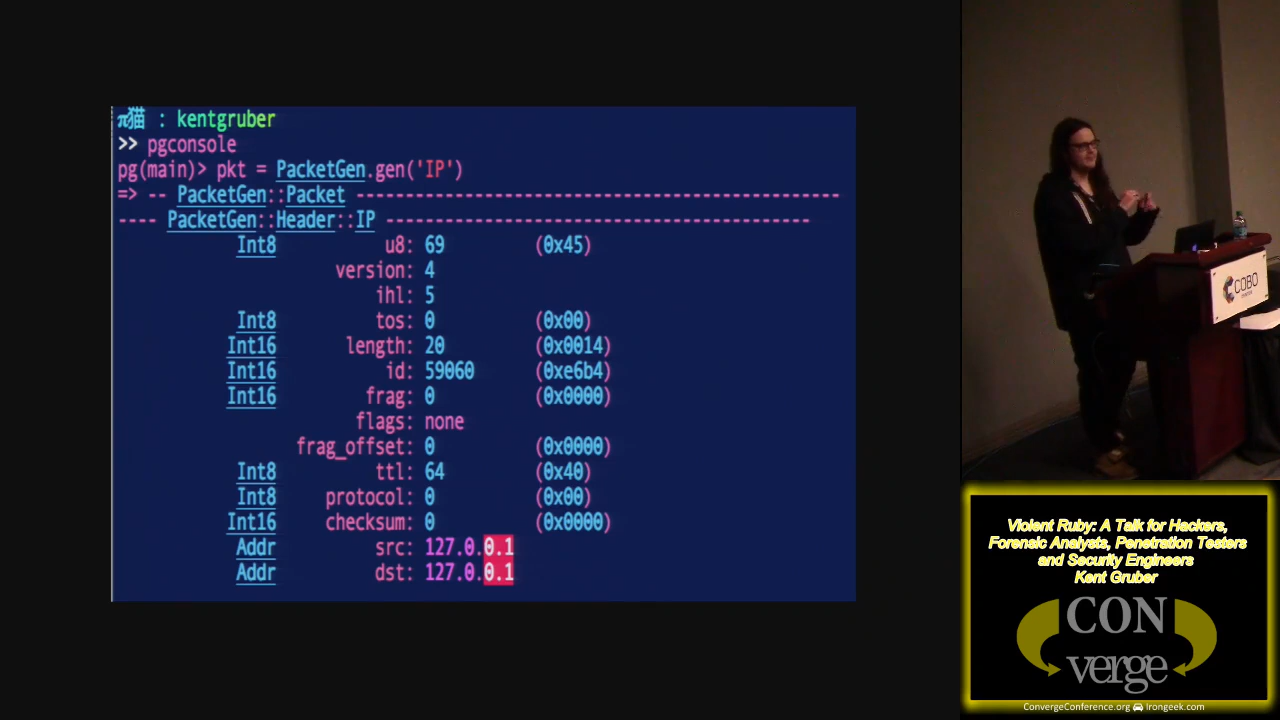 π猫 : kentgruber
>> pgconsole
pg(main)> pkt = PacketGen.gen('IP')
=> -- PacketGen::Packet -------------------------------------------------
---- PacketGen::Header::IP -------------------------------------------
Int8 u8: 69 (0x45)
version: 4
ihl: 5
Int8 tos: 0 (0x00)
Int16 length: 20 (0x0014)
Int16 id: 59060 (0xe6b4)
Int16 frag: 0 (0x0000)
flags: none
frag_offset: 0 (0x0000)
Int8 ttl: 64 (0x40)
Int8 protocol: 0 (0x00)
Int16 checksum: 0 (0x0000)
Addr src: 127.0.0.1
Addr dst: 127.0.0.1
COBO
Violent Ruby: A Talk for Hackers,
Forensic Analysts, Penetration Testers
and Security Engineers
Kent Gruber
CON
verge
ConvergeConference.org Irongeek.com